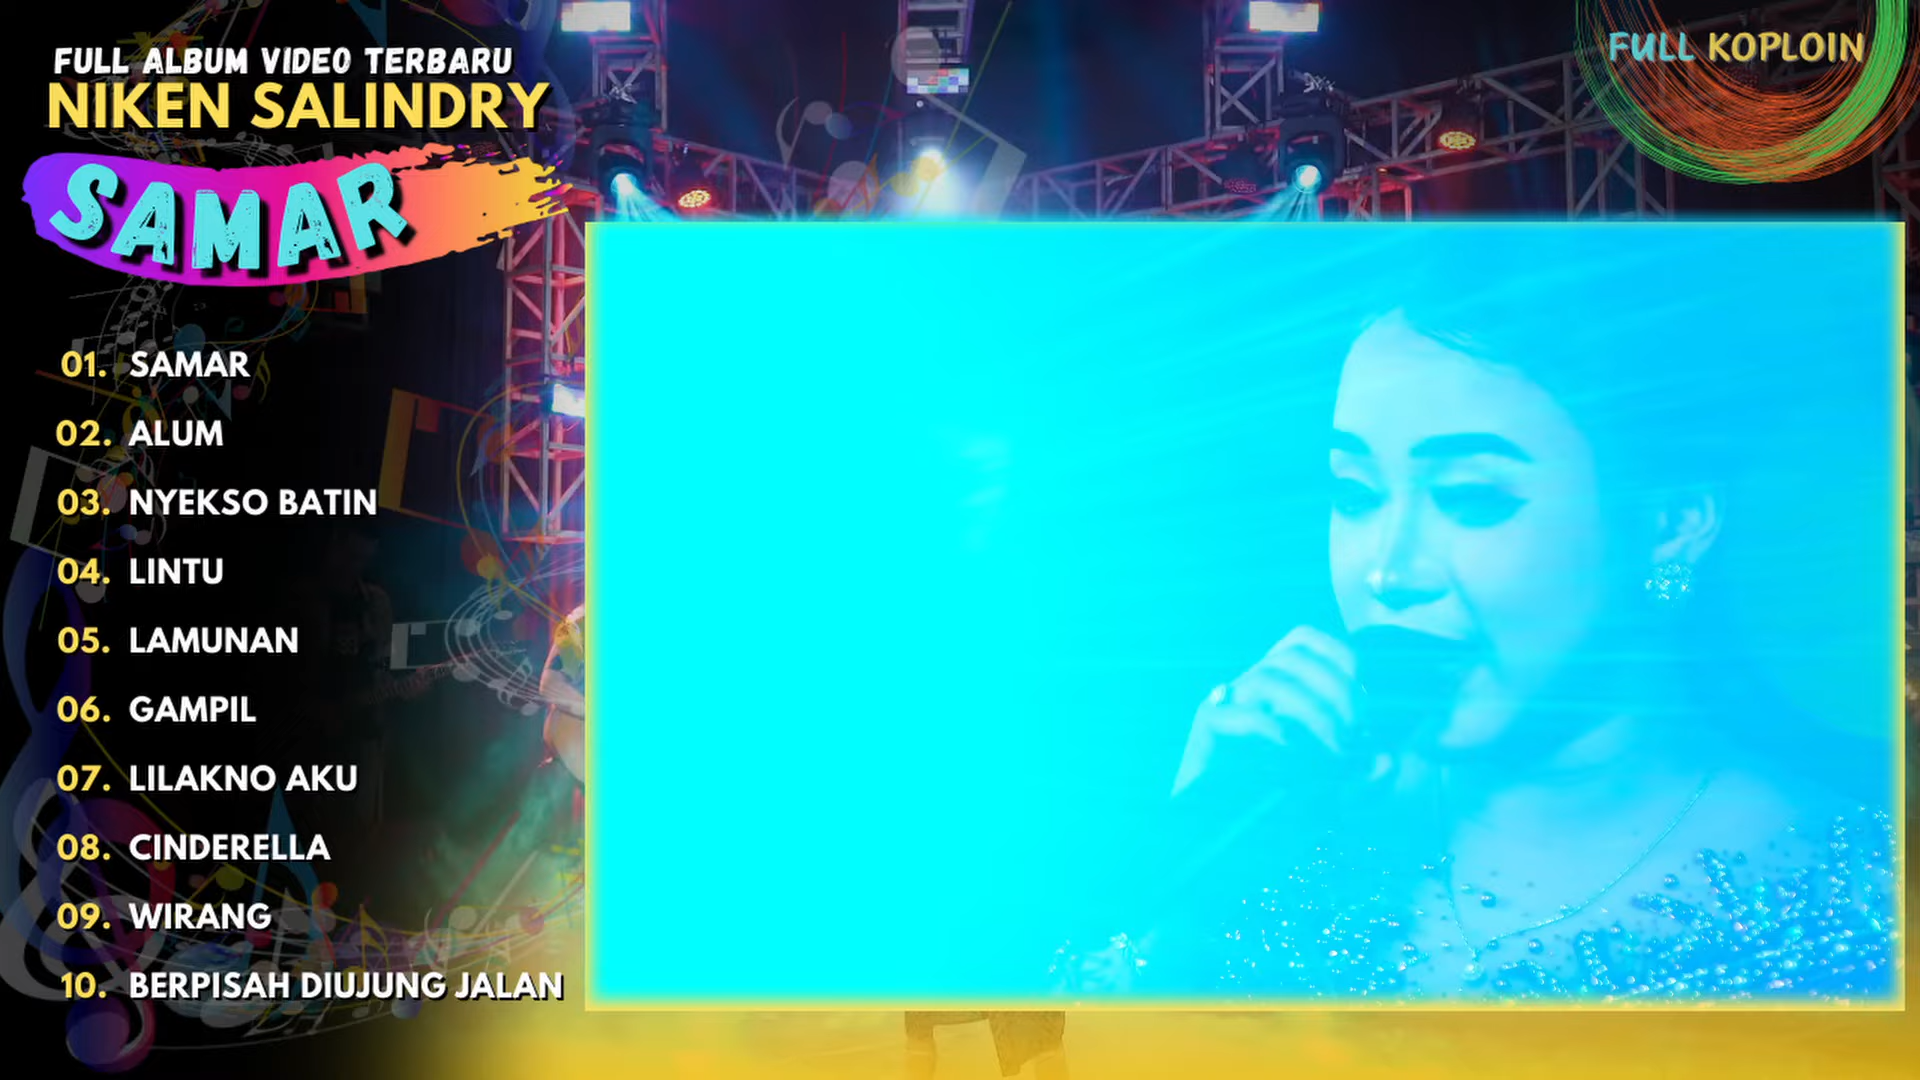 FULL ALBUM VIDEO TERBARU
NIKEN SALINDRY
SAMAR
01. SAMAR
02. ALUM
03. NYEKSO BATIN
04. LINTU
05. LAMUNAN
06. GAMPIL
07. LILAKNO AKU
08. CINDERELLA
09. WIRANG
10. BERPISAH DIUJUNG JALAN
FULL KOPLOIN